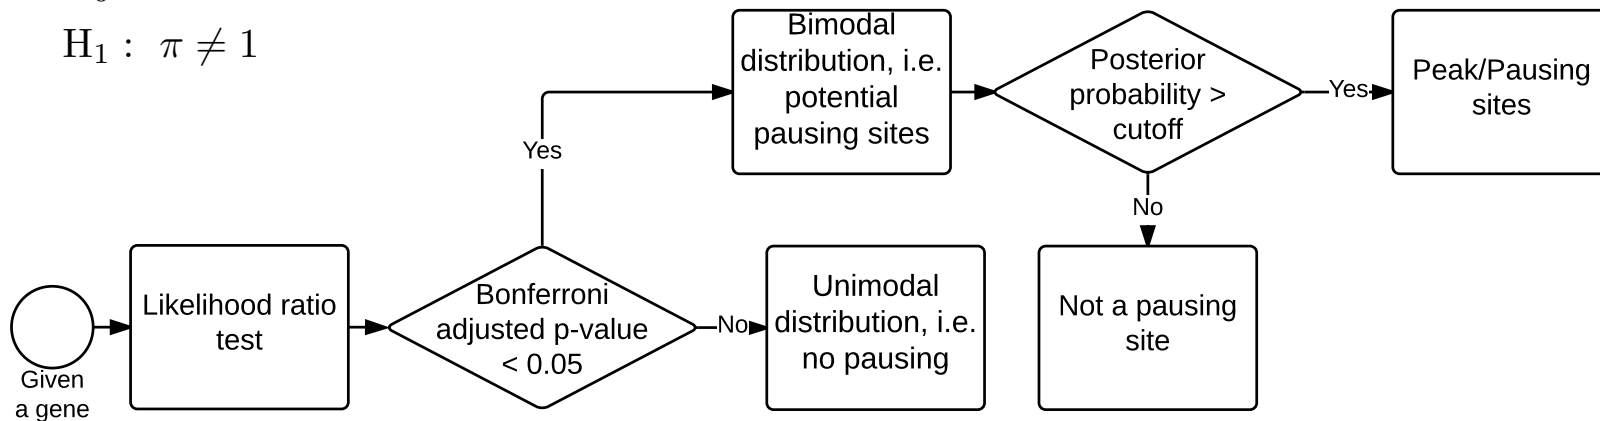 H₁ : π ≠ 1
Bimodal
distribution, i.e.
potential
pausing sites
Posterior
probability >
cutoff
Yes
Peak/Pausing
sites
Yes
No
Given
a gene
Likelihood ratio
test
Bonferroni
adjusted p-value
< 0.05
No
Unimodal
distribution, i.e.
no pausing
Not a pausing
site